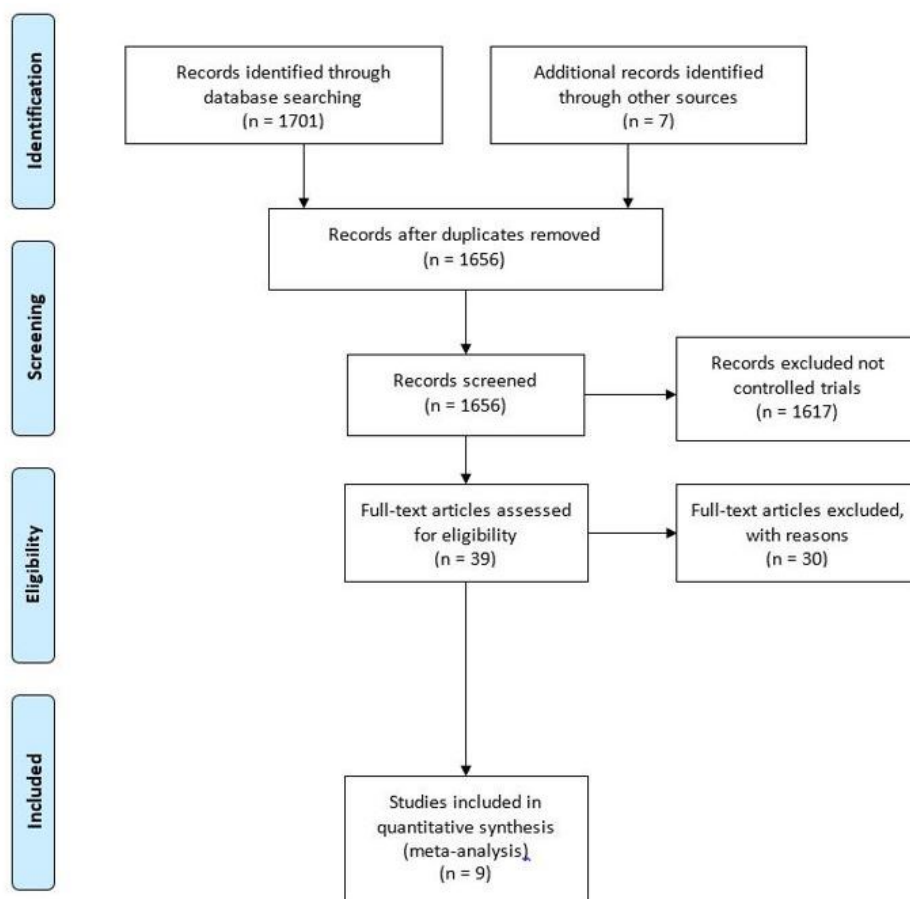 Identification
Records identified through
database searching
(n = 1701)
Additional records identified
through other sources
(n = 7)
Records after duplicates removed
(n = 1656)
Screening
Records screened
(n = 1656)
Records excluded not
controlled trials
(n = 1617)
Eligibility
Full-text articles assessed
for eligibility
(n = 39)
Full-text articles excluded,
with reasons
(n = 30)
Included
Studies included in
quantitative synthesis
(meta-analysis)
(n = 9)